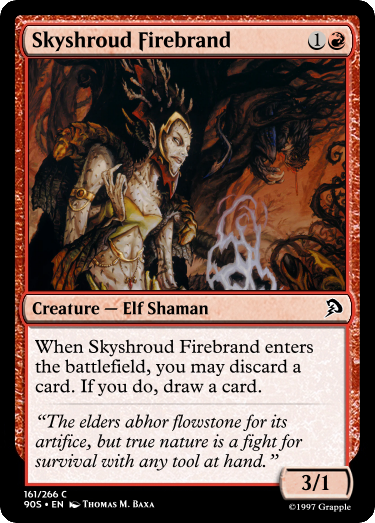 Skyshroud Firebrand 1
Creature — Elf Shaman
When Skyshroud Firebrand enters
the battlefield, you may discard a
card. If you do, draw a card.
“The elders abhor flowstone for its
artifice, but true nature is a fight for
survival with any tool at hand.”
3/1
161/266 C
90S • EN Thomas M. Baxa
©1997 Grapple